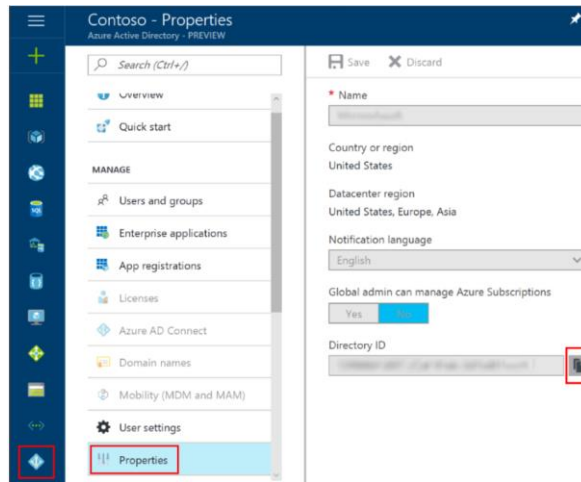 Contoso - Properties
Azure Active Directory - PREVIEW
Search (Ctrl+/)
Overview
Quick start
MANAGE
Users and groups
Enterprise applications
App registrations
Licenses
Azure AD Connect
Domain names
Mobility (MDM and MAM)
User settings
Properties
Save Discard
* Name
Country or region
United States
Datacenter region
United States, Europe, Asia
Notification language
English
Global admin can manage Azure Subscriptions
Yes No
Directory ID